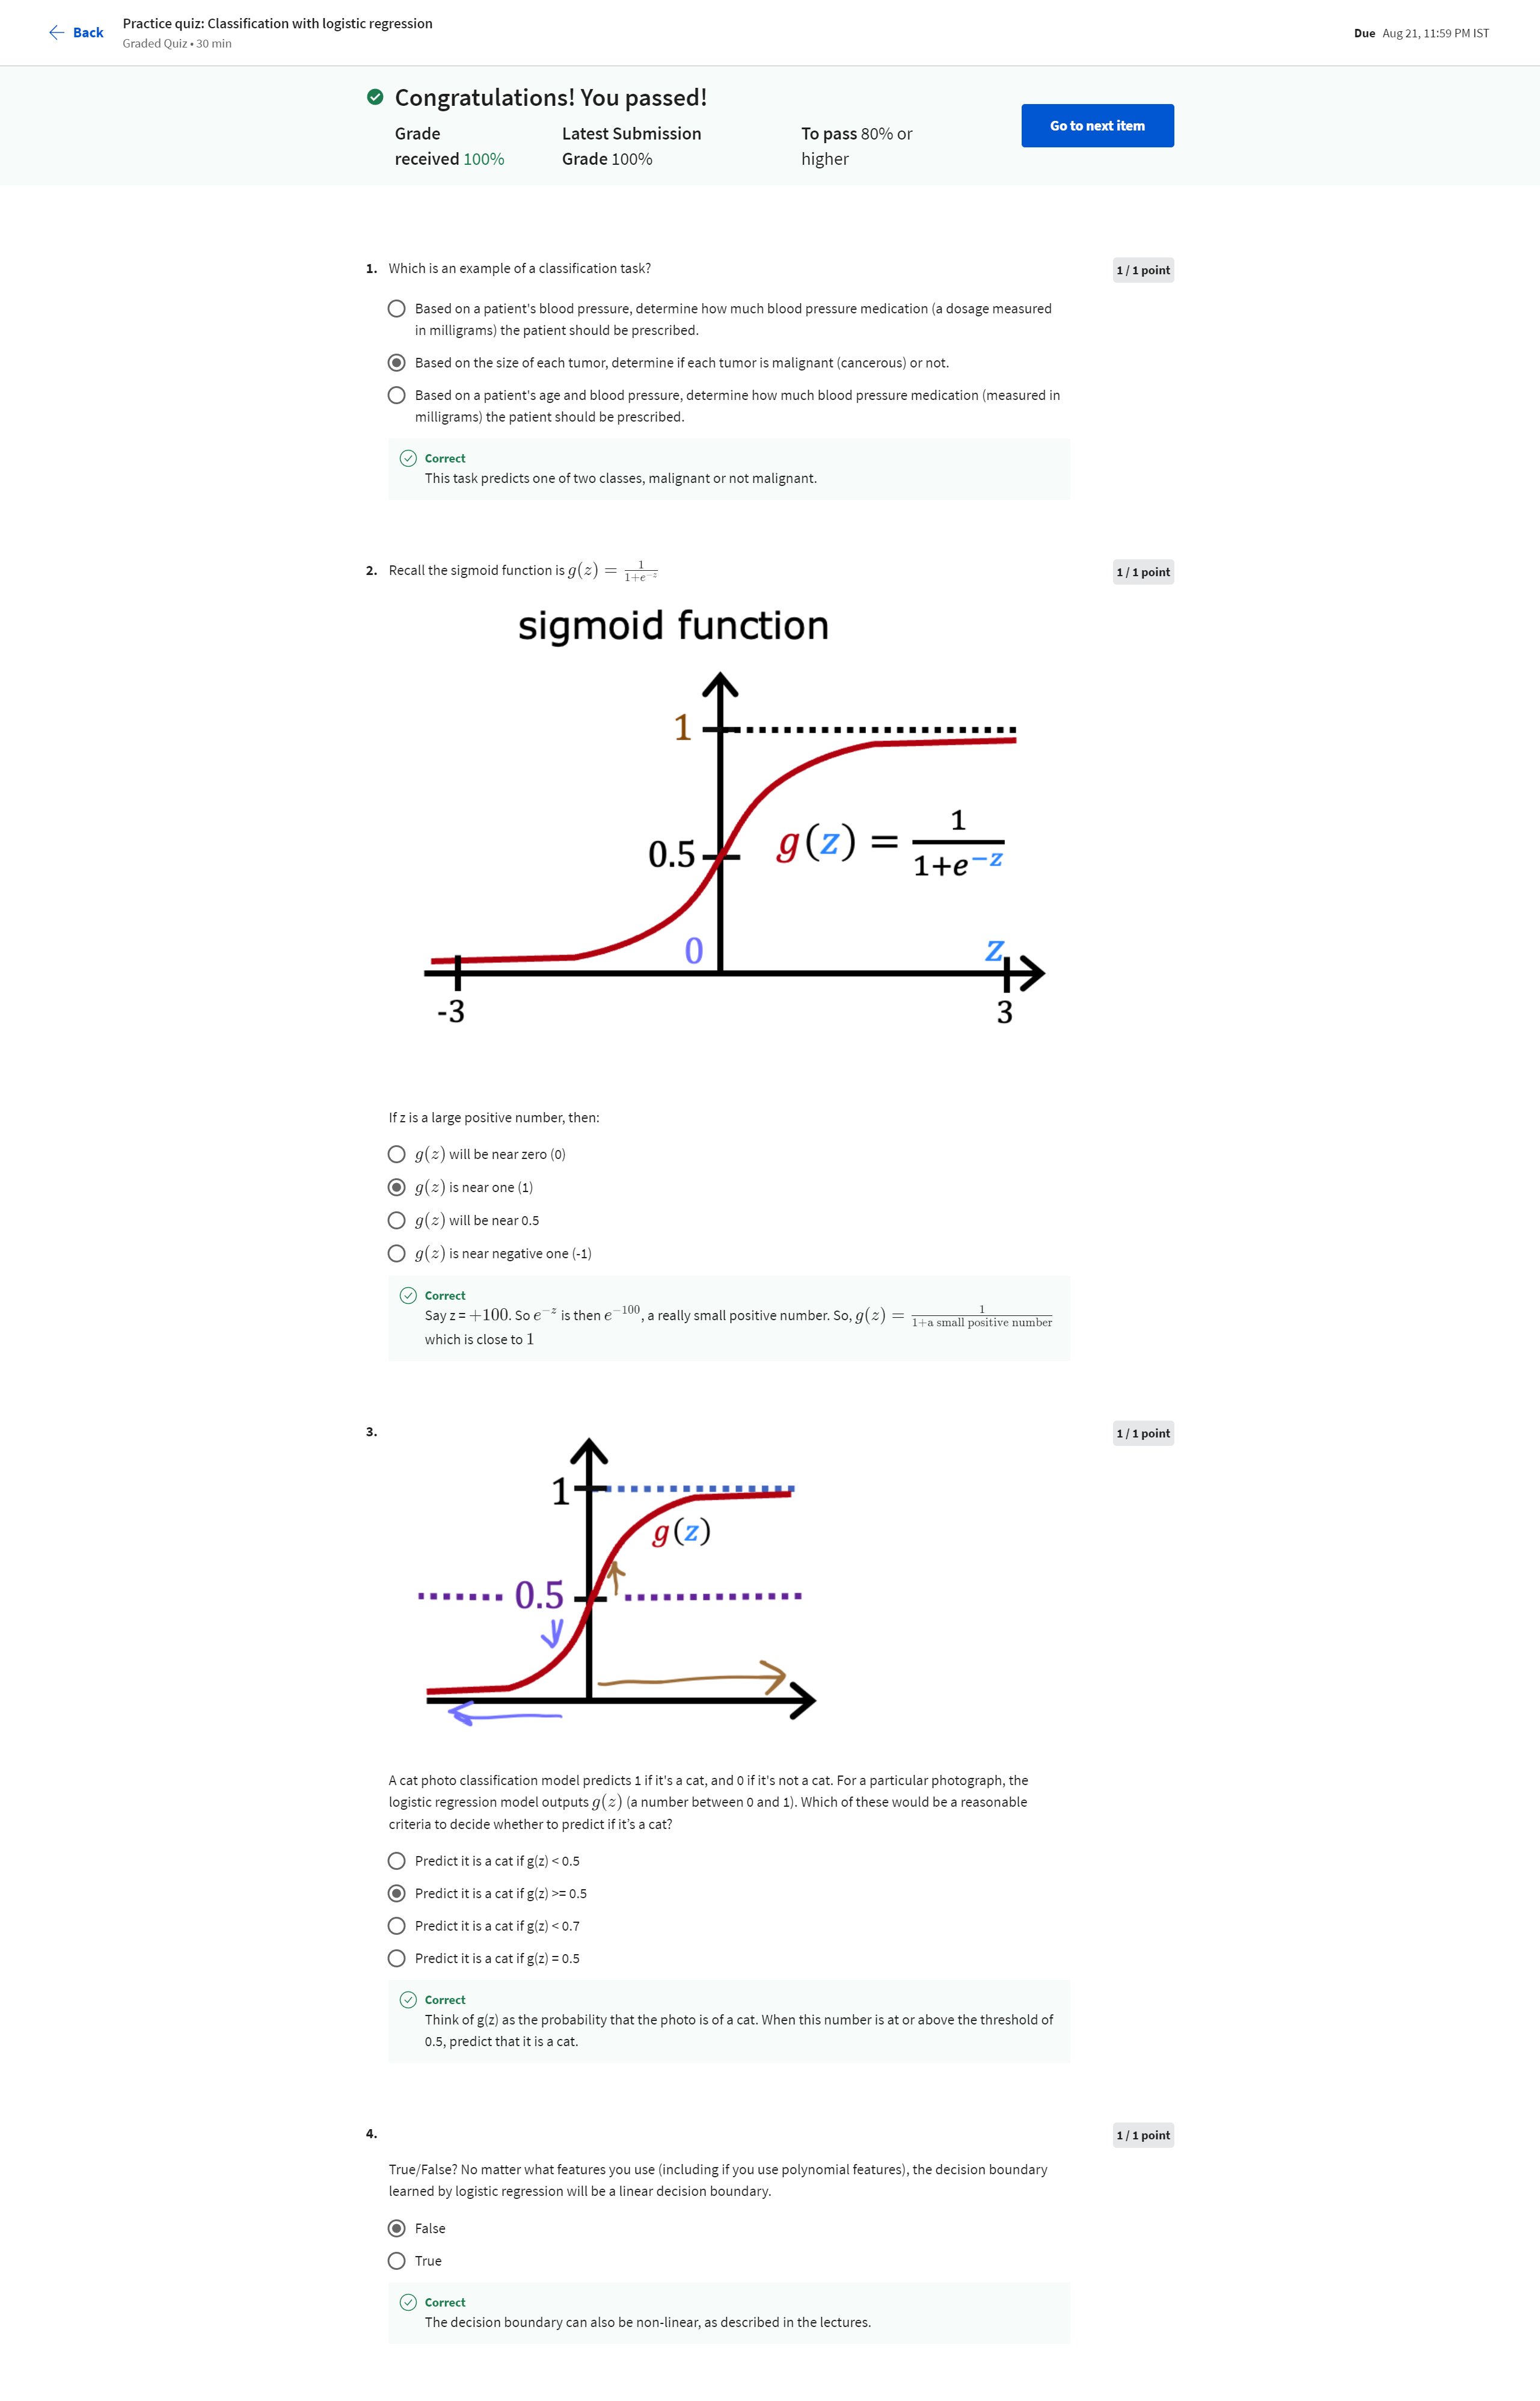 Back
Practice quiz: Classification with logistic regression
Graded Quiz • 30 min
Due Aug 21, 11:59 PM IST
Congratulations! You passed!
Grade
received 100%
Latest Submission
Grade 100%
To pass 80% or
higher
Go to next item
1. Which is an example of a classification task?
1 / 1 point
Based on a patient's blood pressure, determine how much blood pressure medication (a dosage measured
in milligrams) the patient should be prescribed.
Based on the size of each tumor, determine if each tumor is malignant (cancerous) or not.
Based on a patient's age and blood pressure, determine how much blood pressure medication (measured in
milligrams) the patient should be prescribed.
Correct
This task predicts one of two classes, malignant or not malignant.
2. Recall the sigmoid function is g(z) = 1/(1+e^{-z})
1 / 1 point
sigmoid function
1
0.5
g(z) = 1/(1+e^{-z})
0
z
-3
3
If z is a large positive number, then:
g(z) will be near zero (0)
g(z) is near one (1)
g(z) will be near 0.5
g(z) is near negative one (-1)
Correct
Say z = +100. So e^{-z} is then e^{-100}, a really small positive number. So, g(z) = 1/(1+a small positive number)
which is close to 1
3.
1 / 1 point
1
g(z)
0.5
A cat photo classification model predicts 1 if it's a cat, and 0 if it's not a cat. For a particular photograph, the
logistic regression model outputs g(z) (a number between 0 and 1). Which of these would be a reasonable
criteria to decide whether to predict if it’s a cat?
Predict it is a cat if g(z) < 0.5
Predict it is a cat if g(z) >= 0.5
Predict it is a cat if g(z) < 0.7
Predict it is a cat if g(z) = 0.5
Correct
Think of g(z) as the probability that the photo is of a cat. When this number is at or above the threshold of
0.5, predict that it is a cat.
4.
1 / 1 point
True/False? No matter what features you use (including if you use polynomial features), the decision boundary
learned by logistic regression will be a linear decision boundary.
False
True
Correct
The decision boundary can also be non-linear, as described in the lectures.